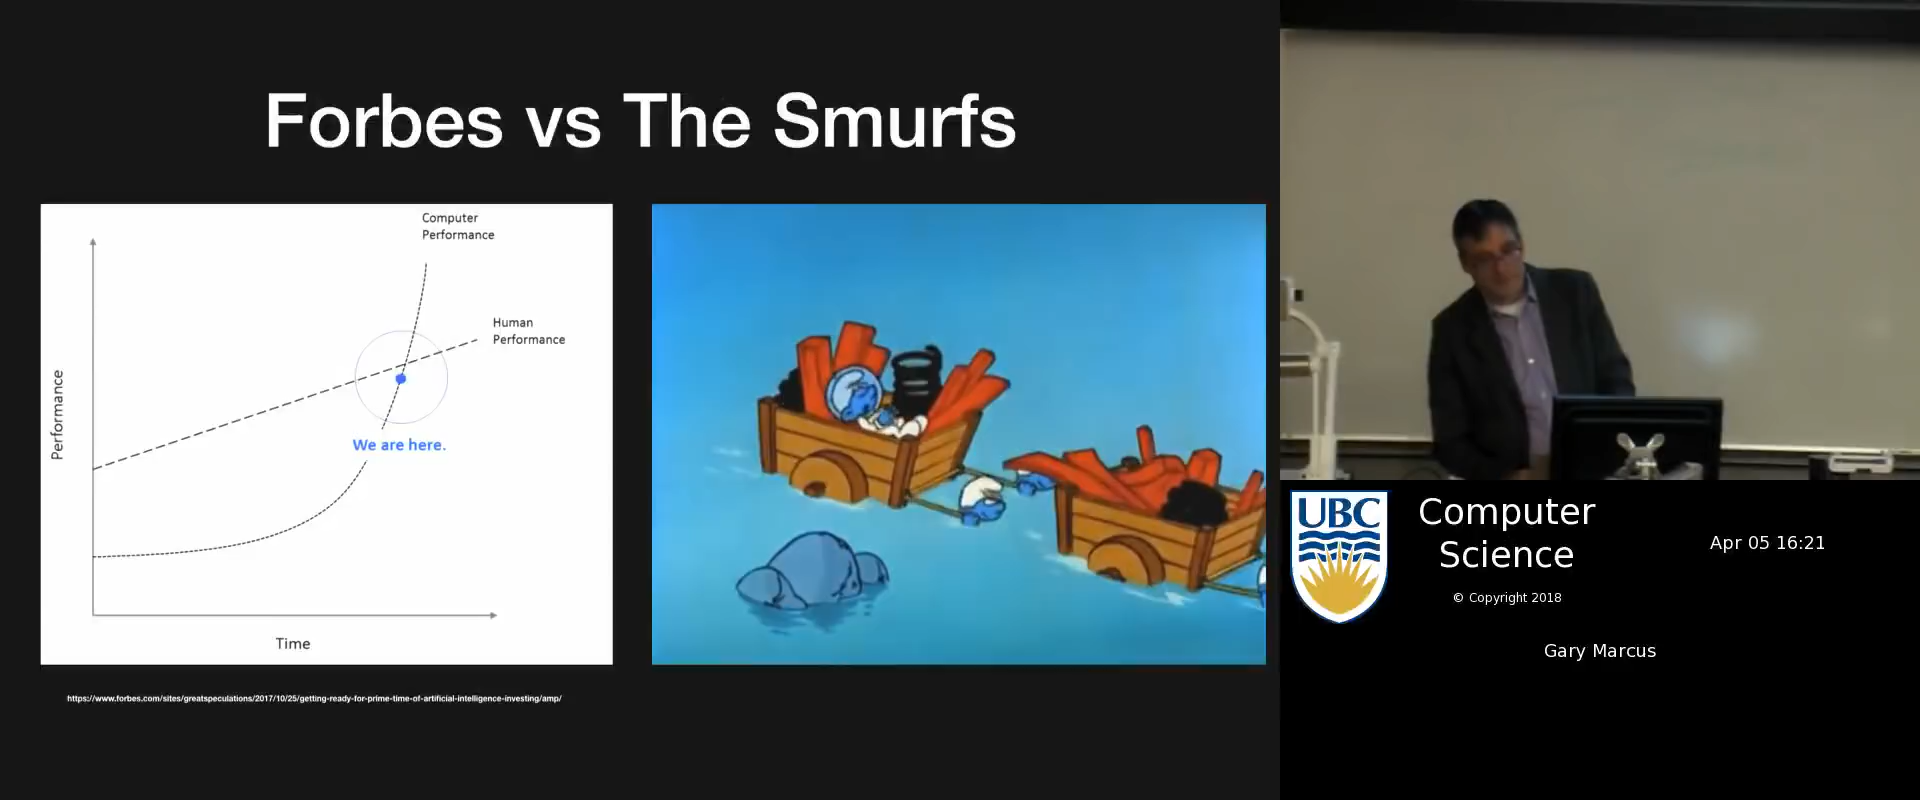 Forbes vs The Smurfs
Computer
Performance
Human
Performance
We are here.
Performance
Time
https://www.forbes.com/sites/greatspeculations/2017/10/25/getting-ready-for-prime-time-of-artificial-intelligence-investing/amp/
UBC
Computer
Science
© Copyright 2018
Apr 05 16:21
Gary Marcus